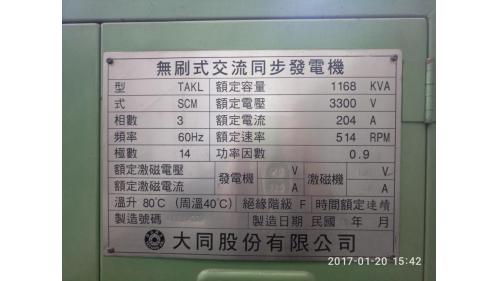 無刷式交流同步發電機
型 TAKL 額定容量 1168 KVA
式 SCM 額定電壓 3300 V
相數 3 額定電流 204 A
頻率 60Hz 額定速率 514 RPM
極數 14 功率因數 0.9
額定激磁電壓 發電機 V 激磁機 V
額定激磁電流 A A
溫升 80℃ (周溫40℃) 絕緣階級 F 時間額定 連續
製造號碼 製造日期 民國 年 月
大同股份有限公司
2017-01-20 15:42